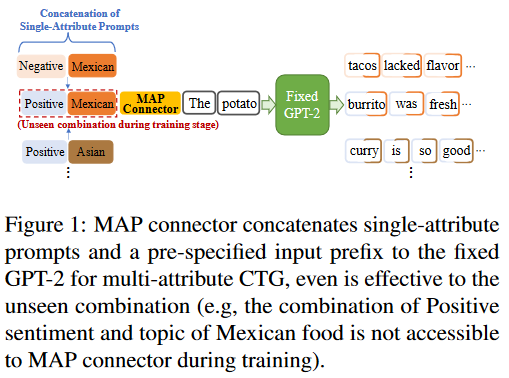 Concatenation of
Single-Attribute Prompts
Negative Mexican
tacos lacked flavor ...
Positive Mexican MAP Connector The potato Fixed GPT-2 burrito was fresh ...
(Unseen combination during training stage)
Positive Asian
curry is so good ...
Figure 1: MAP connector concatenates single-attribute
prompts and a pre-specified input prefix to the fixed
GPT-2 for multi-attribute CTG, even is effective to the
unseen combination (e.g, the combination of Positive
sentiment and topic of Mexican food is not accessible
to MAP connector during training).